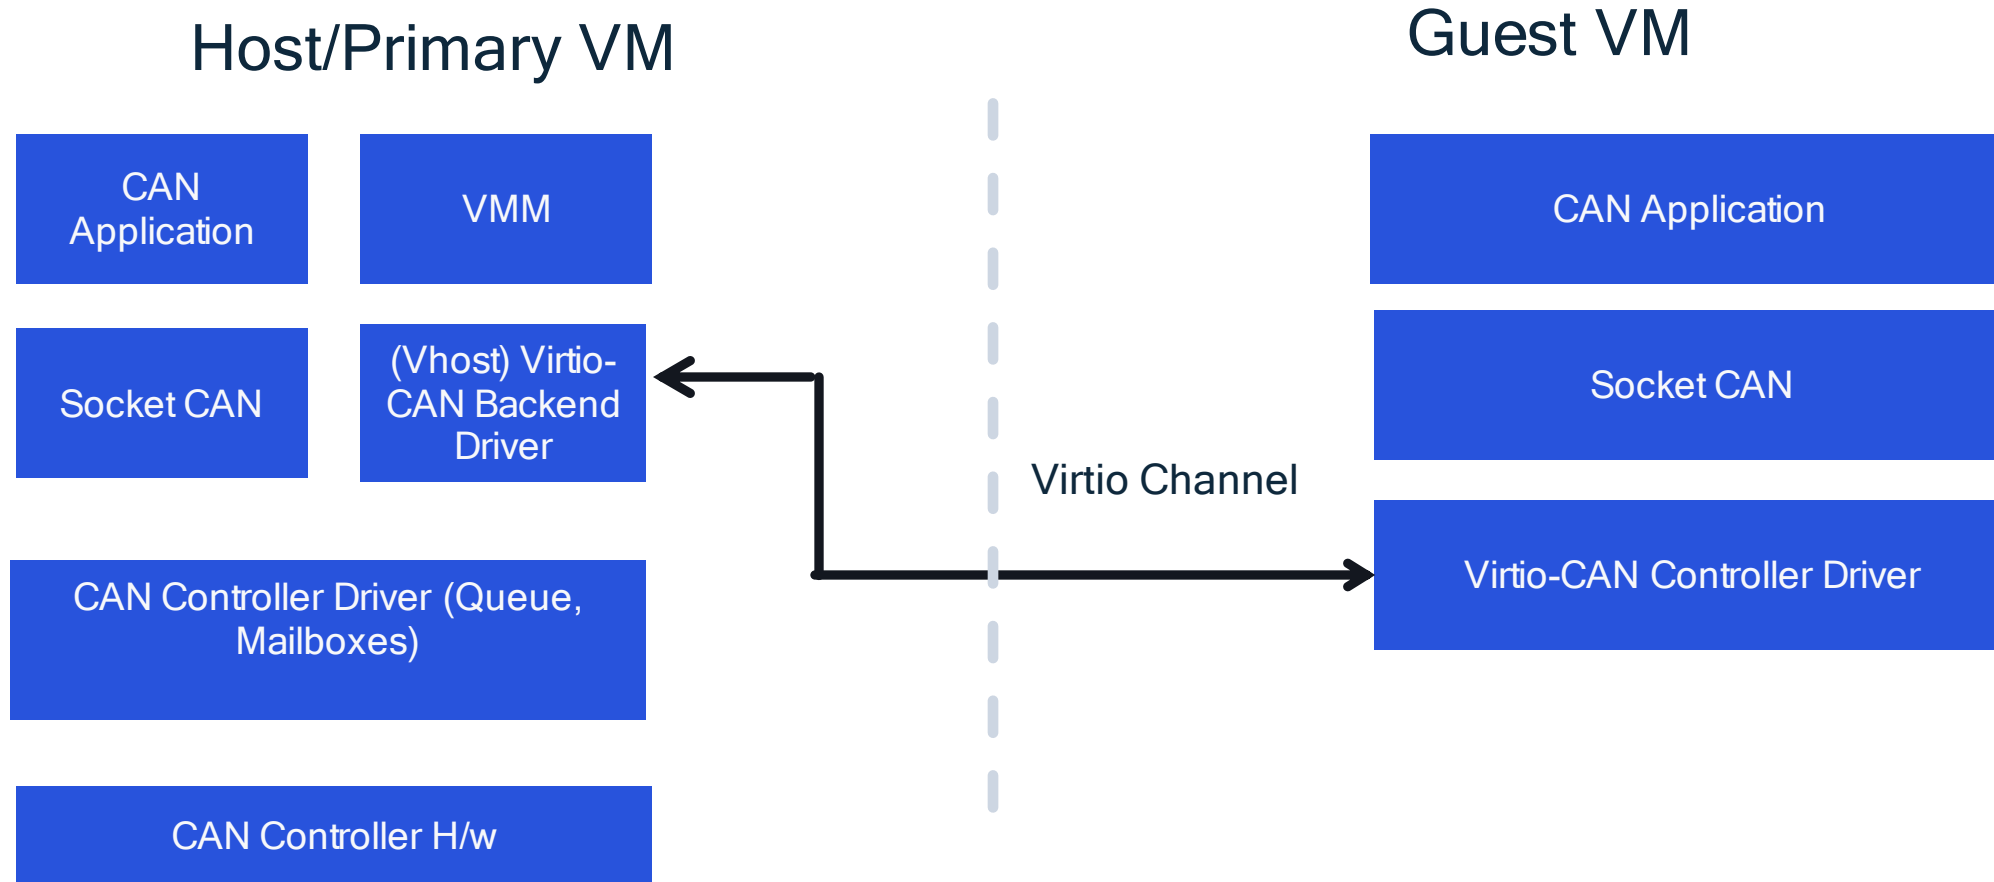 Host/Primary VM
Guest VM
CAN
Application
VMM
CAN Application
Socket CAN
(Vhost) Virtio-
CAN Backend
Driver
Socket CAN
Virtio Channel
CAN Controller Driver (Queue,
Mailboxes)
Virtio-CAN Controller Driver
CAN Controller H/w